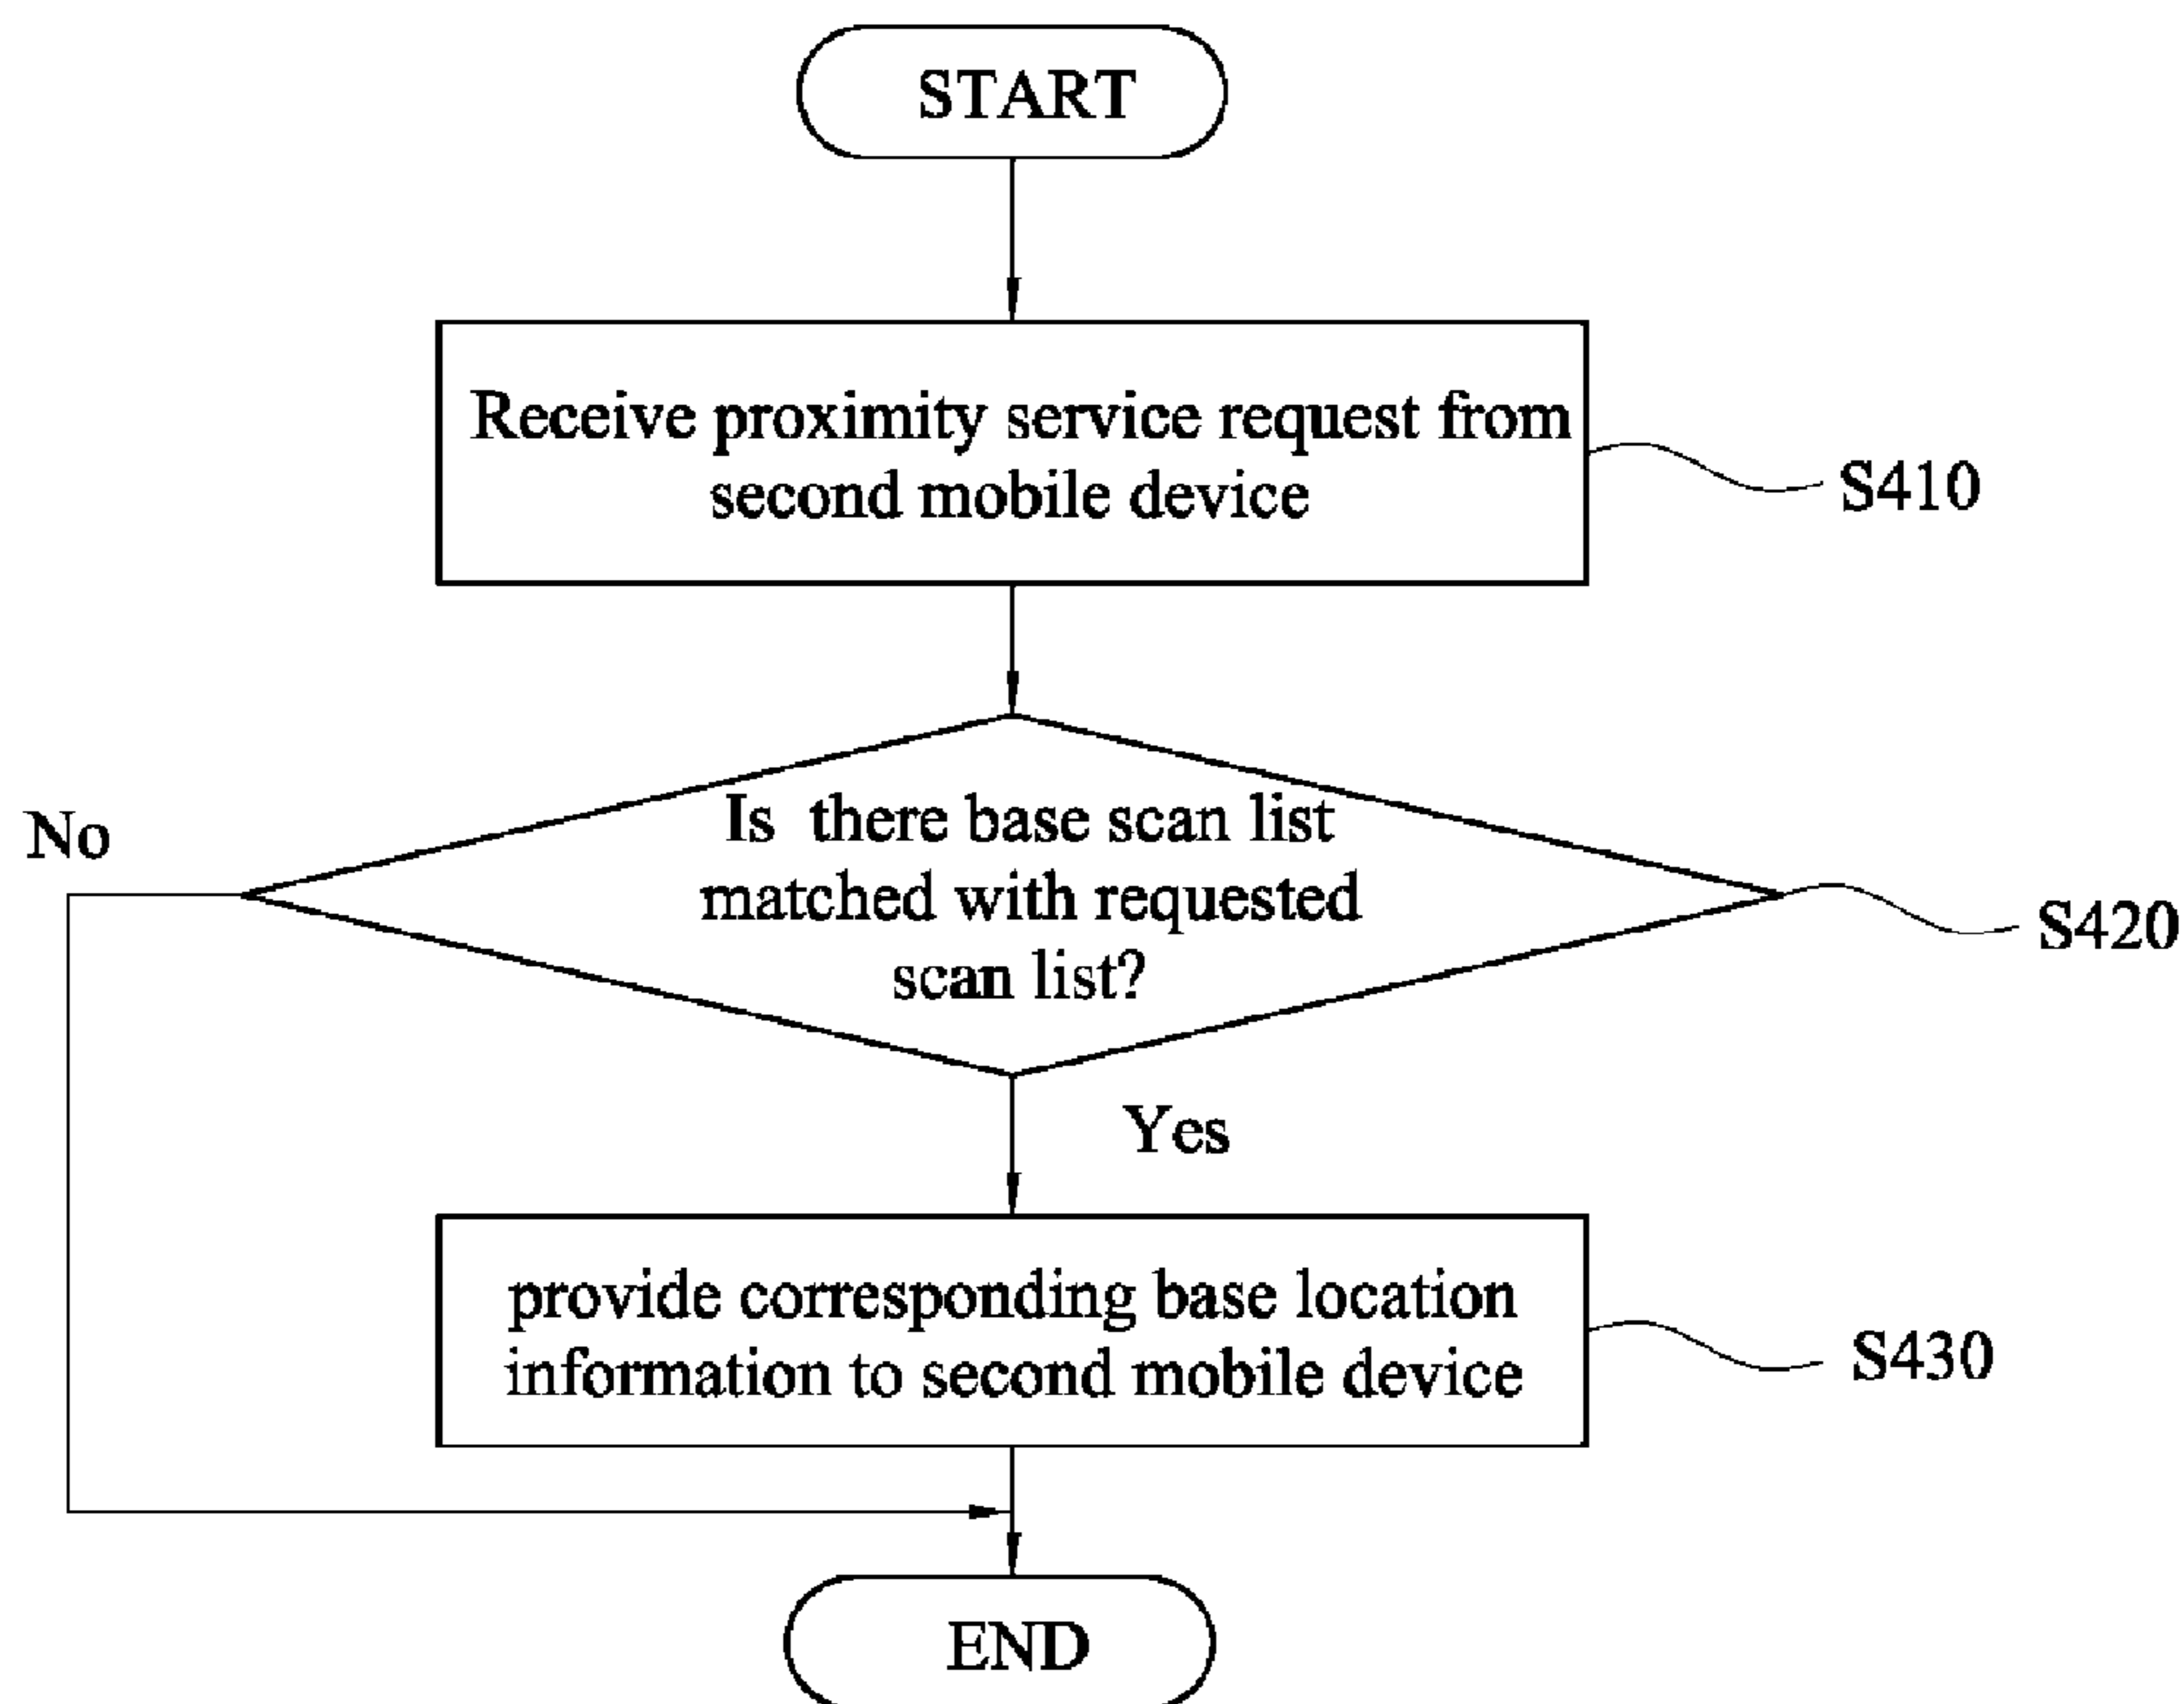 START
Receive proximity service request from
second mobile device
S410
Is there base scan list
matched with requested
scan list?
No
S420
Yes
provide corresponding base location
information to second mobile device
S430
END